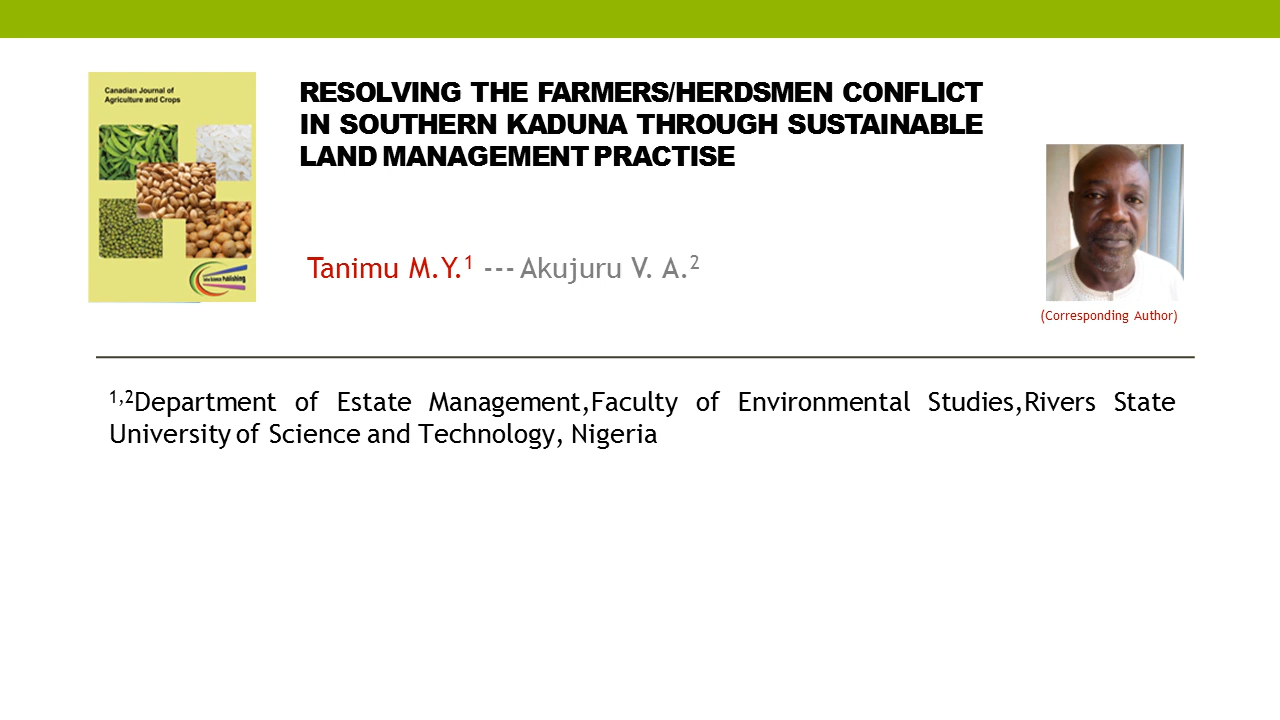 Canadian Journal of
Agriculture and Crops
RESOLVING THE FARMERS/HERDSMEN CONFLICT
IN SOUTHERN KADUNA THROUGH SUSTAINABLE
LAND MANAGEMENT PRACTISE
Tanimu M.Y.¹ --- Akujuru V. A.²
(Corresponding Author)
¹,²Department of Estate Management,Faculty of Environmental Studies,Rivers State
University of Science and Technology, Nigeria